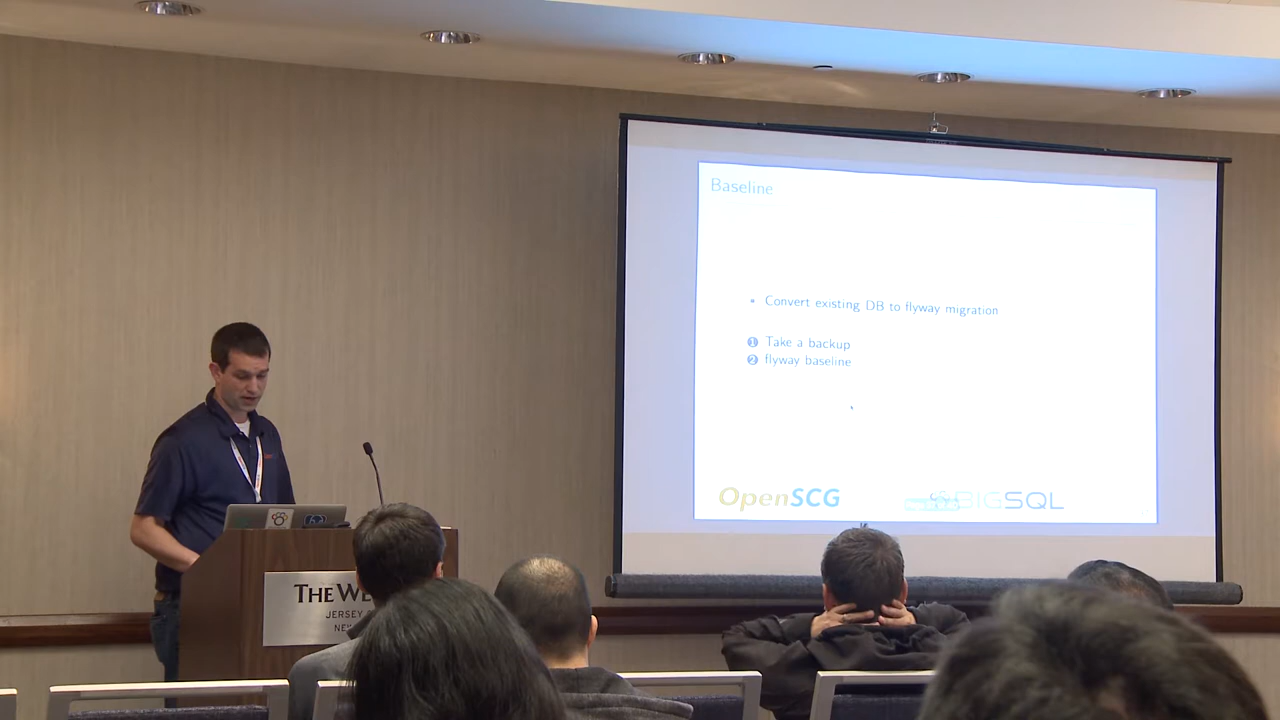 Baseline
Convert existing DB to flyway migration
1 Take a backup
2 flyway baseline
OpenSCG
BIGSQL
THE WE
JERSEY
NEW